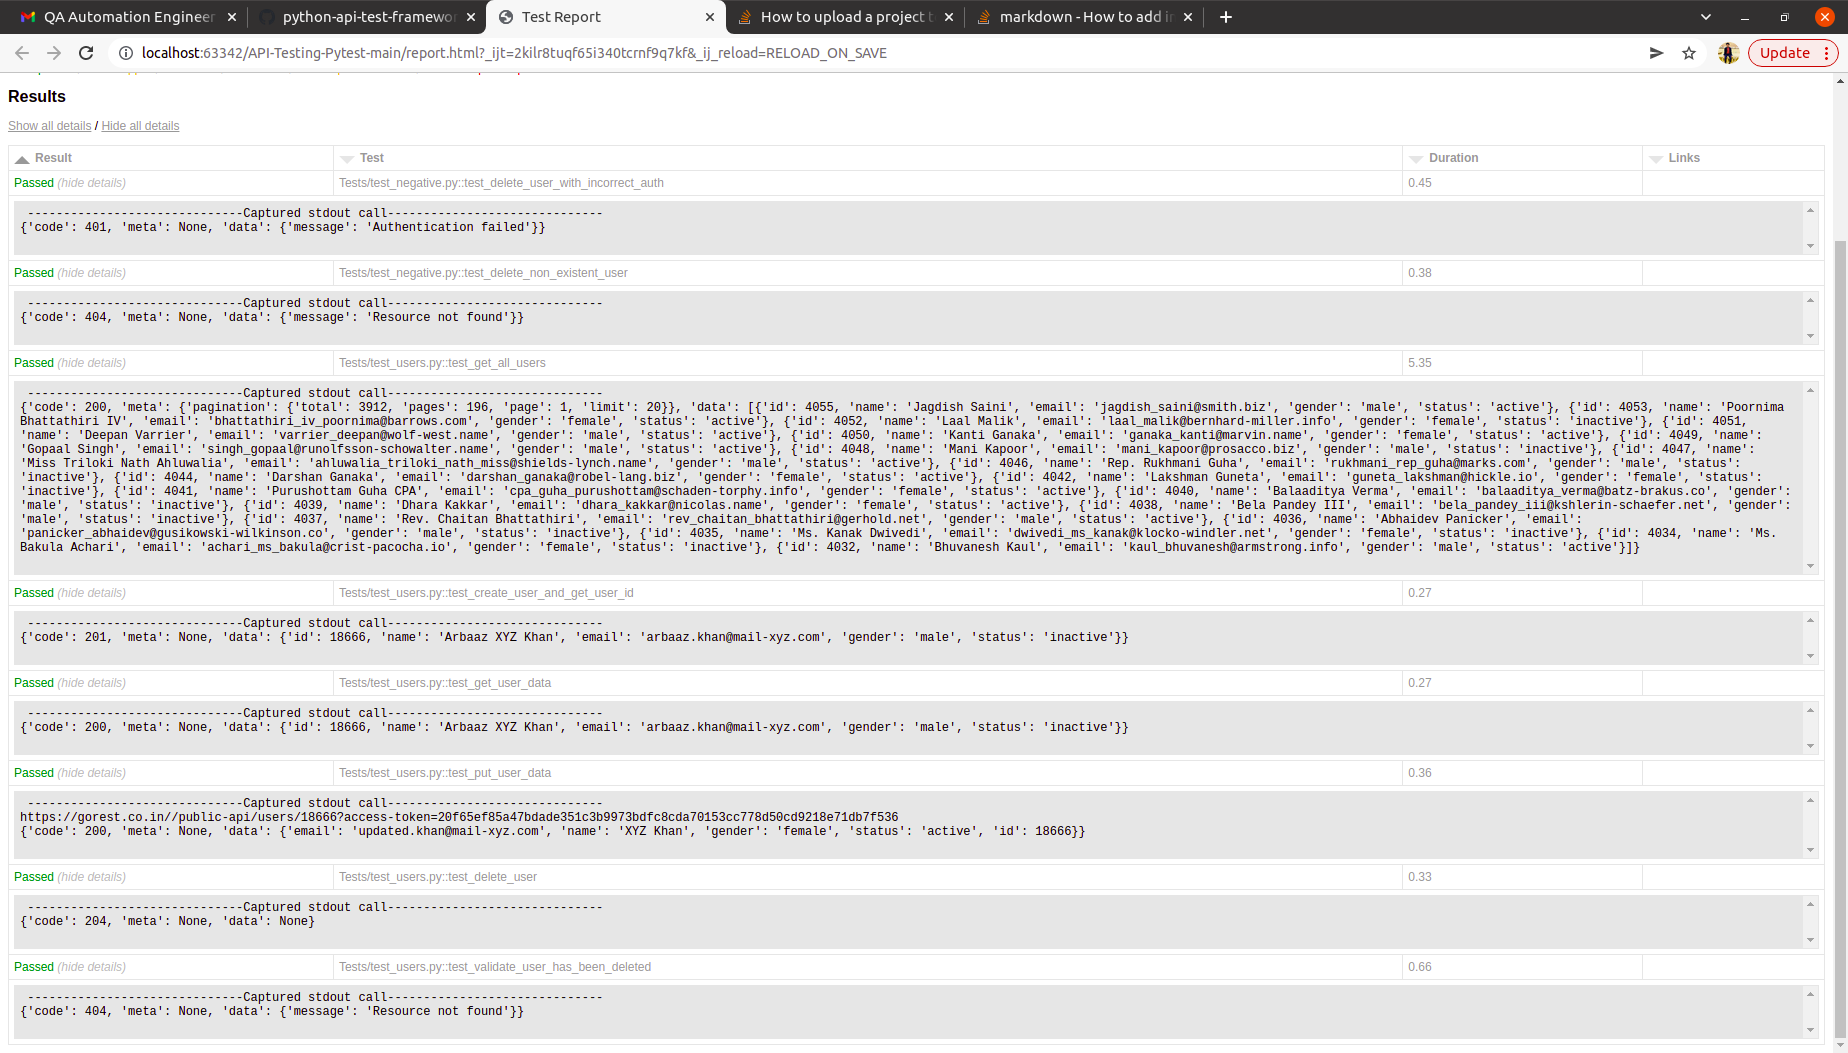 QA Automation Engineer
python-api-test-framewo
Test Report
How to upload a project t
markdown - How to add i
localhost:63342/API-Testing-Pytest-main/report.html?_ijt=2kilr8tuqf65i340tcrnf9q7kf&_ij_reload=RELOAD_ON_SAVE
Update
Results
Show all details / Hide all details
Result Test Duration Links
Passed (hide details) Tests/test_negative.py::test_delete_user_with_incorrect_auth 0.45
------------------------------Captured stdout call------------------------------
{'code': 401, 'meta': None, 'data': {'message': 'Authentication failed'}}
Passed (hide details) Tests/test_negative.py::test_delete_non_existent_user 0.38
------------------------------Captured stdout call------------------------------
{'code': 404, 'meta': None, 'data': {'message': 'Resource not found'}}
Passed (hide details) Tests/test_users.py::test_get_all_users 5.35
------------------------------Captured stdout call------------------------------
{'code': 200, 'meta': {'pagination': {'total': 3912, 'pages': 196, 'page': 1, 'limit': 20}}, 'data': [{'id': 4055, 'name': 'Jagdish Saini', 'email': 'jagdish_saini@smith.biz', 'gender': 'male', 'status': 'active'}, {'id': 4053, 'name': 'Poornima
Bhattathiri IV', 'email': 'bhattathiri_iv_poornima@barrows.com', 'gender': 'female', 'status': 'active'}, {'id': 4052, 'name': 'Laal Malik', 'email': 'laal_malik@bernhard-miller.info', 'gender': 'female', 'status': 'inactive'}, {'id': 4051,
'name': 'Deepan Varrier', 'email': 'varrier_deepan@wolf-west.name', 'gender': 'male', 'status': 'active'}, {'id': 4050, 'name': 'Kanti Ganaka', 'email': 'ganaka_kanti@marvin.name', 'gender': 'female', 'status': 'active'}, {'id': 4049, 'name':
'Gopaal Singh', 'email': 'singh_gopaal@runolfsson-schowalter.name', 'gender': 'male', 'status': 'active'}, {'id': 4048, 'name': 'Mani Kapoor', 'email': 'mani_kapoor@prosacco.biz', 'gender': 'male', 'status': 'inactive'}, {'id': 4047, 'name':
'Miss Triloki Nath Ahluwalia', 'email': 'ahluwalia_triloki_nath_miss@shields-lynch.name', 'gender': 'male', 'status': 'active'}, {'id': 4046, 'name': 'Rep. Rukhmani Guha', 'email': 'rukhmani_rep_guha@marks.com', 'gender': 'male', 'status':
'inactive'}, {'id': 4044, 'name': 'Darshan Ganaka', 'email': 'darshan_ganaka@robel-lang.biz', 'gender': 'female', 'status': 'active'}, {'id': 4042, 'name': 'Lakshman Guneta', 'email': 'guneta_lakshman@hickle.io', 'gender': 'female', 'status':
'inactive'}, {'id': 4041, 'name': 'Purushottam Guha CPA', 'email': 'cpa_guha_purushottam@schaden-torphy.info', 'gender': 'female', 'status': 'active'}, {'id': 4040, 'name': 'Balaaditya Verma', 'email': 'balaaditya_verma@batz-brakus.co', 'gender':
'male', 'status': 'inactive'}, {'id': 4039, 'name': 'Dhara Kakkar', 'email': 'dhara_kakkar@nicolas.name', 'gender': 'female', 'status': 'active'}, {'id': 4038, 'name': 'Bela Pandey III', 'email': 'bela_pandey_iii@kshlerin-schaefer.net', 'gender':
'male', 'status': 'inactive'}, {'id': 4037, 'name': 'Rev. Chaitan Bhattathiri', 'email': 'rev_chaitan_bhattathiri@gerhold.net', 'gender': 'male', 'status': 'active'}, {'id': 4036, 'name': 'Abhaidev Panicker', 'email':
'panicker_abhaidev@gusikowski-wilkinson.co', 'gender': 'male', 'status': 'inactive'}, {'id': 4035, 'name': 'Ms. Kanak Dwivedi', 'email': 'dwivedi_ms_kanak@klocko-windler.net', 'gender': 'female', 'status': 'inactive'}, {'id': 4034, 'name': 'Ms.
Bakula Achari', 'email': 'achari_ms_bakula@crist-pacocha.io', 'gender': 'female', 'status': 'inactive'}, {'id': 4032, 'name': 'Bhuvanesh Kaul', 'email': 'kaul_bhuvanesh@armstrong.info', 'gender': 'male', 'status': 'active'}]}
Passed (hide details) Tests/test_users.py::test_create_user_and_get_user_id 0.27
------------------------------Captured stdout call------------------------------
{'code': 201, 'meta': None, 'data': {'id': 18666, 'name': 'Arbaaz XYZ Khan', 'email': 'arbaaz.khan@mail-xyz.com', 'gender': 'male', 'status': 'inactive'}}
Passed (hide details) Tests/test_users.py::test_get_user_data 0.27
------------------------------Captured stdout call------------------------------
{'code': 200, 'meta': None, 'data': {'id': 18666, 'name': 'Arbaaz XYZ Khan', 'email': 'arbaaz.khan@mail-xyz.com', 'gender': 'male', 'status': 'inactive'}}
Passed (hide details) Tests/test_users.py::test_put_user_data 0.36
------------------------------Captured stdout call------------------------------
https://gorest.co.in//public-api/users/18666?access-token=20f65ef85a47bdade351c3b9973bdfc8cda70153cc778d50cd9218e71db7f536
{'code': 200, 'meta': None, 'data': {'email': 'updated.khan@mail-xyz.com', 'name': 'XYZ Khan', 'gender': 'female', 'status': 'active', 'id': 18666}}
Passed (hide details) Tests/test_users.py::test_delete_user 0.33
------------------------------Captured stdout call------------------------------
{'code': 204, 'meta': None, 'data': None}
Passed (hide details) Tests/test_users.py::test_validate_user_has_been_deleted 0.66
------------------------------Captured stdout call------------------------------
{'code': 404, 'meta': None, 'data': {'message': 'Resource not found'}}